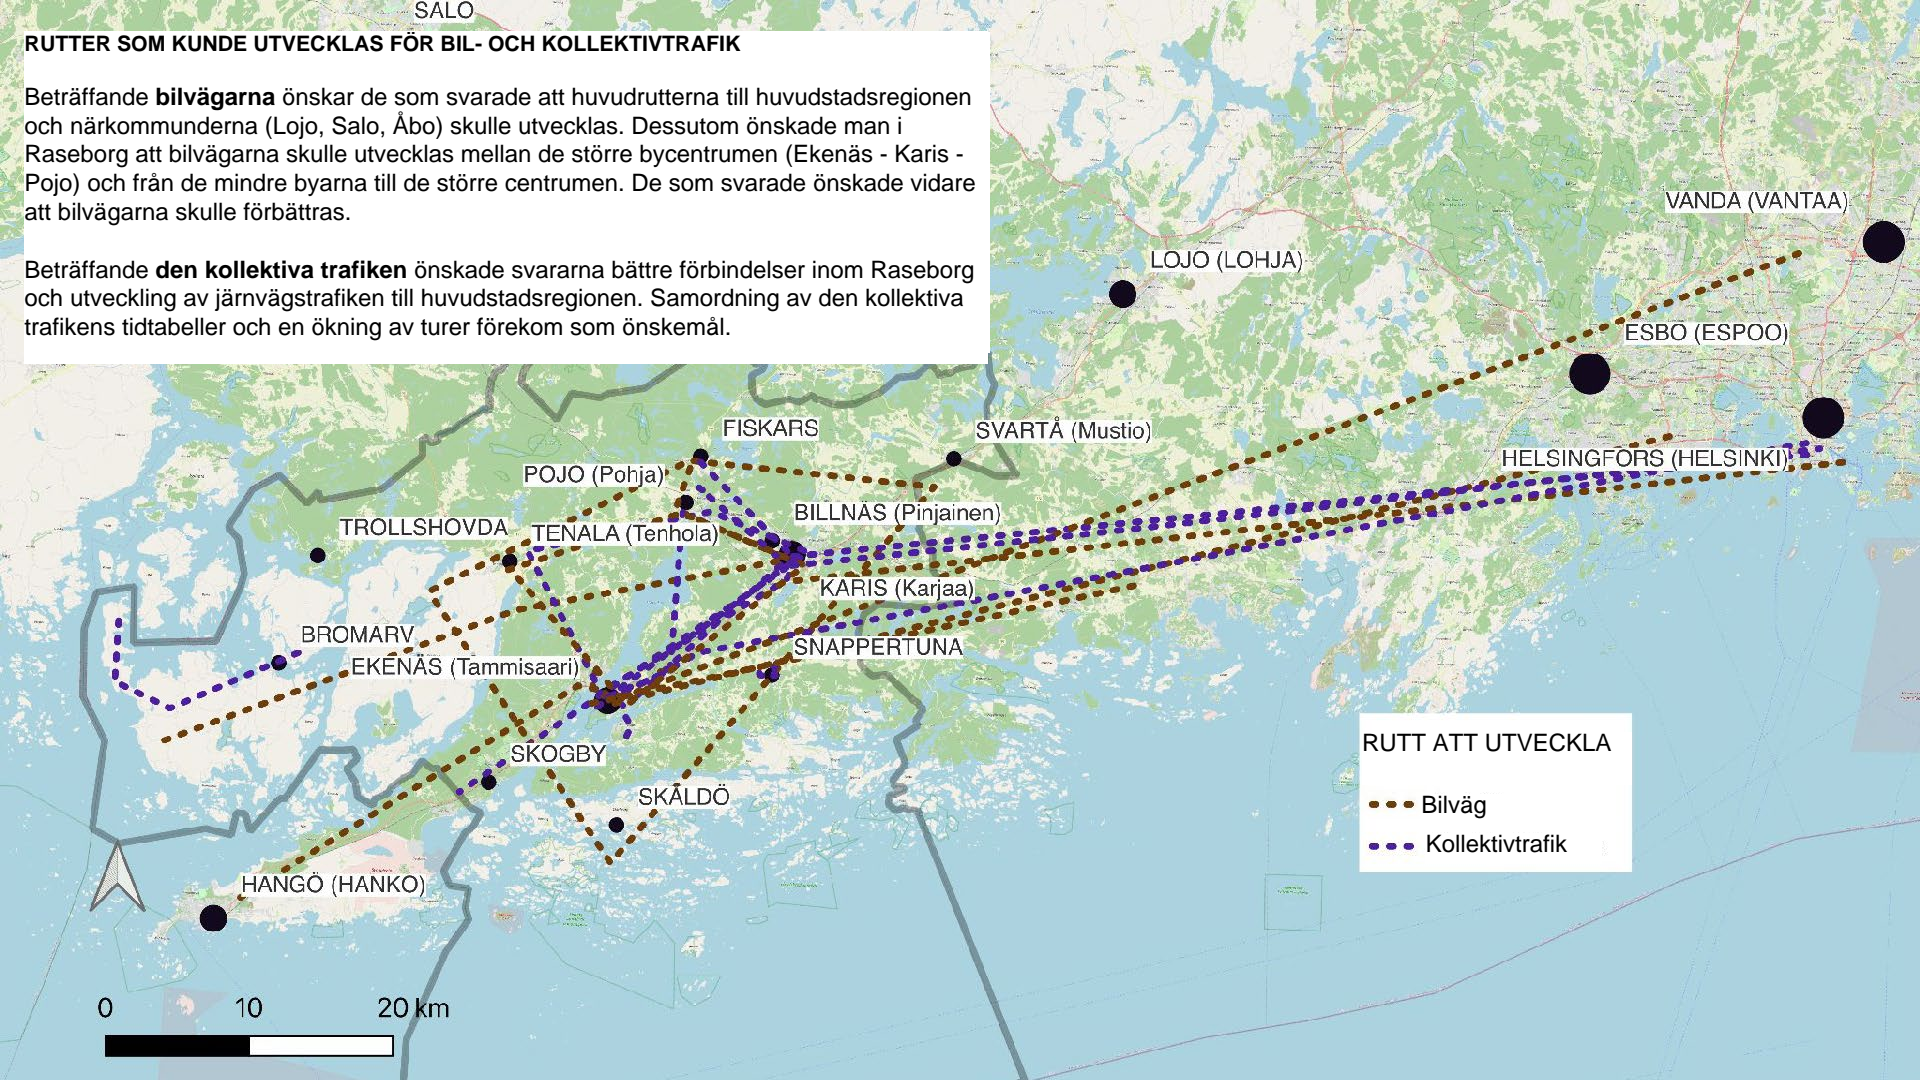 SALO
RUTTER SOM KUNDE UTVECKLAS FÖR BIL- OCH KOLLEKTIVTRAFIK
Beträffande bilvägarna önskar de som svarade att huvudrutterna till huvudstadsregionen
och närkommunderna (Lojo, Salo, Åbo) skulle utvecklas. Dessutom önskade man i
Raseborg att bilvägarna skulle utvecklas mellan de större bycentrumen (Ekenäs - Karis -
Pojo) och från de mindre byarna till de större centrumen. De som svarade önskade vidare
att bilvägarna skulle förbättras.
Beträffande den kollektiva trafiken önskade svararna bättre förbindelser inom Raseborg
och utveckling av järnvägstrafiken till huvudstadsregionen. Samordning av den kollektiva
trafikens tidtabeller och en ökning av turer förekom som önskemål.
VANDA (VANTAA)
LOJO (LOHJA)
ESBO (ESPOO)
FISKARS
SVARTÅ (Mustio)
HELSINGFORS (HELSINKI)
POJO (Pohja)
BILLNÄS (Pinjainen)
TROLLSHOVDA
TENALA (Tenhola)
KARIS (Karjaa)
BROMARV
SNAPPERTUNA
EKENÄS (Tammisaari)
SKOGBY
SKÅLDÖ
HANGÖ (HANKO)
RUTT ATT UTVECKLA
Bilväg
Kollektivtrafik
0 10 20 km